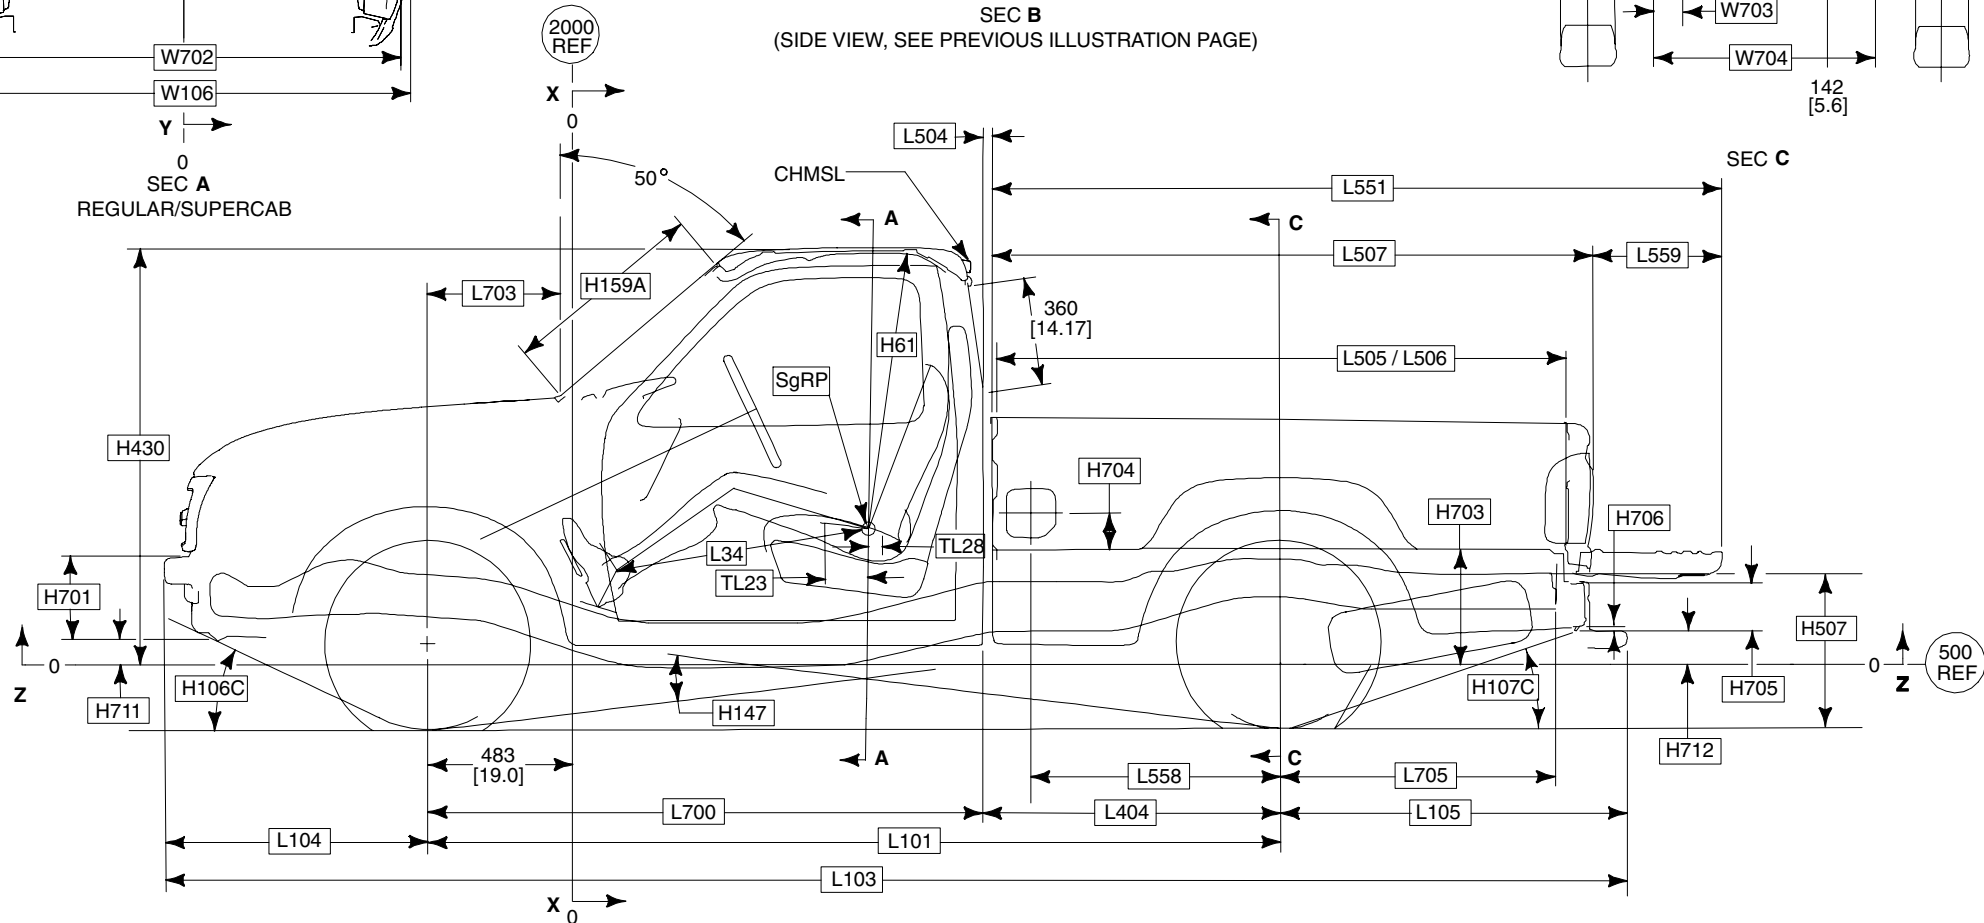 2000
REF
SEC B
(SIDE VIEW, SEE PREVIOUS ILLUSTRATION PAGE)
W703
W702
W704
W106
142
[5.6]
X
0
Y
0
SEC A
REGULAR/SUPERCAB
L504
50°
CHMSL
SEC C
L551
A
C
L507
L559
L703
H159A
360
[14.17]
H61
L505 / L506
SgRP
H430
H704
H703
H706
L34
TL28
TL23
H701
H507
0
Z
0
Z
500
REF
H106C
H711
H147
H107C
H705
H712
483
[19.0]
A
C
L558
L705
L700
L404
L105
L104
L101
L103
X
0